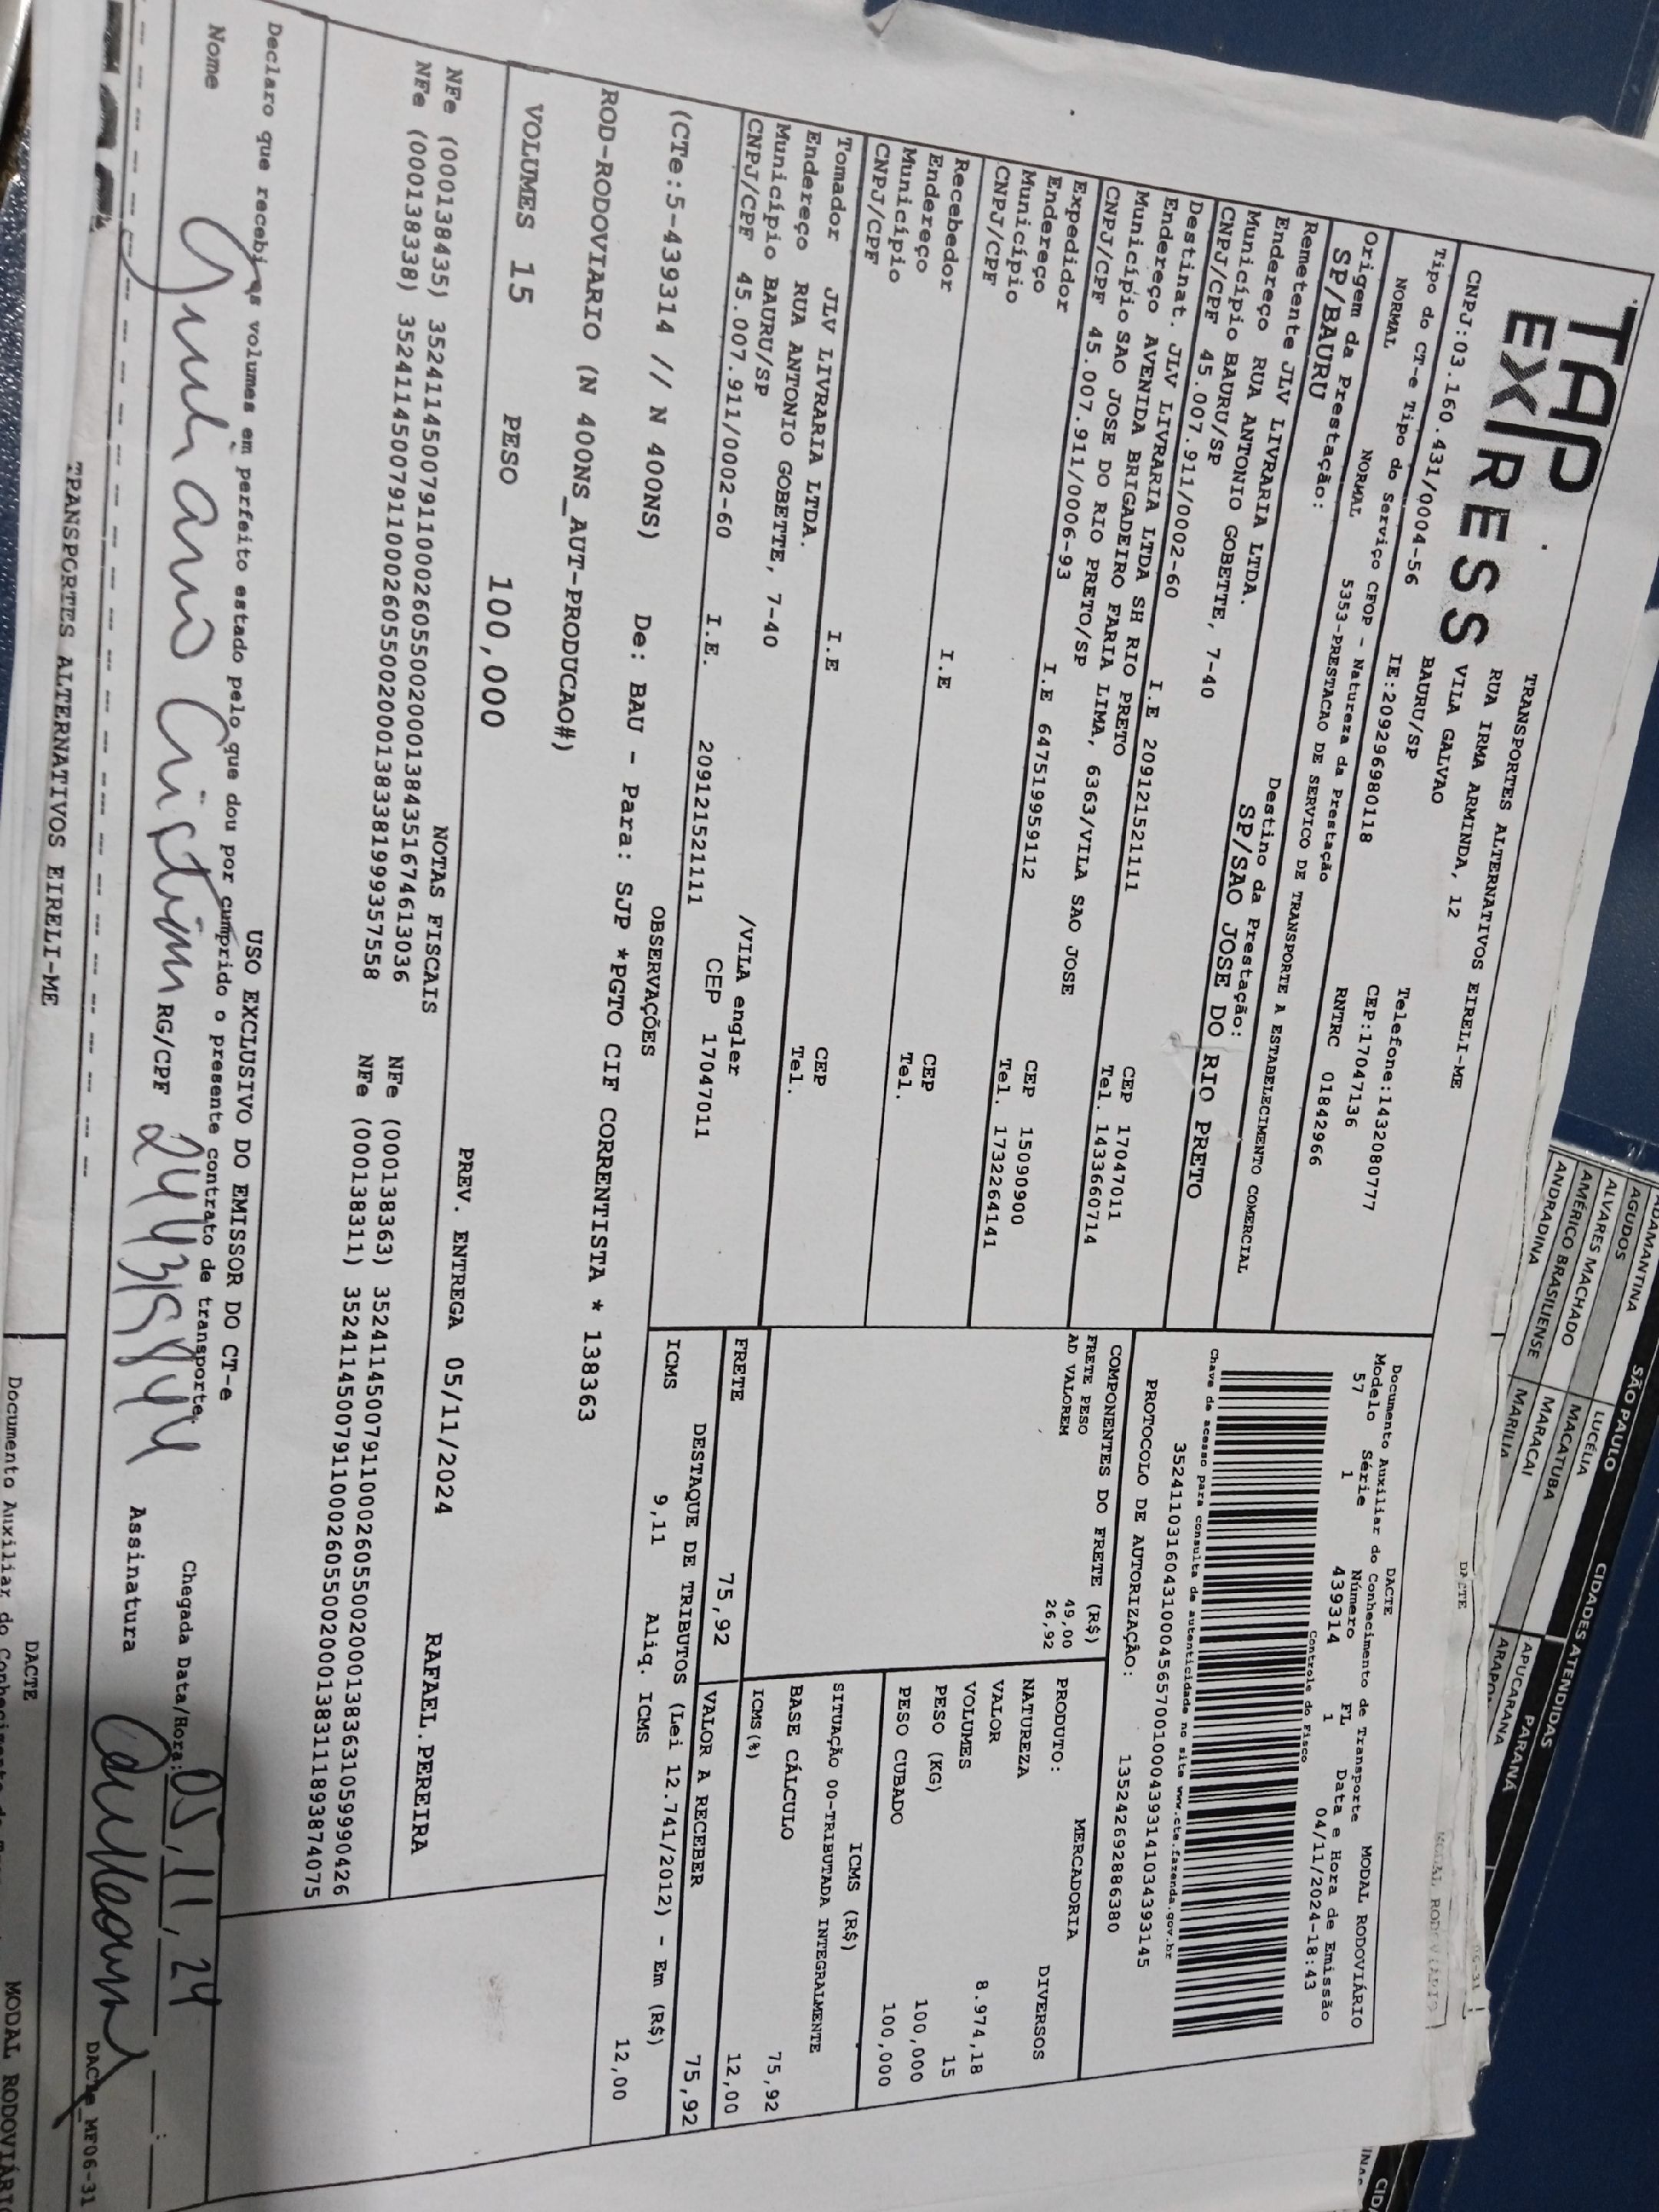 TAP
EXPRESS
TRANSPORTES ALTERNATIVOS EIRELI-ME
RUA IRMA ARMINDA, 12
VILA GALVAO
BAURU/SP
CNPJ:03.160.431/0004-56
IE:209296980118
Telefone:1432080777
CEP:17047136
RNTRC 01842966
Tipo do CT-e Tipo do Serviço CFOP - Natureza da Prestação
NORMAL NORMAL 5353-PRESTACAO DE SERVICO DE TRANSPORTE A ESTABELECIMENTO COMERCIAL
Origem da Prestação: Destino da Prestação:
SP/BAURU SP/SAO JOSE DO RIO PRETO
Remetente JLV LIVRARIA LTDA.
Endereço RUA ANTONIO GOBETTE, 7-40
Município BAURU/SP CEP 17047011
CNPJ/CPF 45.007.911/0002-60 I.E 209121521111 Tel. 1433660714
Destinat. JLV LIVRARIA LTDA SH RIO PRETO
Endereço AVENIDA BRIGADEIRO FARIA LIMA, 6363/VILA SAO JOSE
Município SAO JOSE DO RIO PRETO/SP CEP 15090900
CNPJ/CPF 45.007.911/0006-93 I.E 647519959112 Tel. 1732264141
Expedidor
Endereço
Município CEP
CNPJ/CPF I.E Tel.
Recebedor
Endereço
Município CEP
CNPJ/CPF I.E Tel.
Tomador JLV LIVRARIA LTDA.
Endereço RUA ANTONIO GOBETTE, 7-40 /VILA engler
Município BAURU/SP
CNPJ/CPF 45.007.911/0002-60 I.E. 209121521111 CEP 17047011
DACTE MODAL RODOVIÁRIO
Documento Auxiliar do Conhecimento de Transporte
Modelo Série Número FL Data e Hora de Emissão
57 1 439314 1 04/11/2024-18:43
Controle do Fisco
Chave de acesso para consulta de autenticidade no site www.cte.fazenda.gov.br
35241103160431000456570010004393141103439314​5
PROTOCOLO DE AUTORIZAÇÃO: 135242692886380
COMPONENTES DO FRETE (R$)
FRETE PESO 49,00
AD VALOREM 26,92
MERCADORIA
PRODUTO: DIVERSOS
NATUREZA
VALOR 8.974,18
VOLUMES 15
PESO (KG) 100,000
PESO CUBADO 100,000
ICMS (R$)
SITUAÇÃO 00-TRIBUTADA INTEGRALMENTE
BASE CÁLCULO 75,92
ICMS(%) 12,00
FRETE 75,92 VALOR A RECEBER 75,92
DESTAQUE DE TRIBUTOS (Lei 12.741/2012) - Em (R$)
ICMS 9,11 Aliq. ICMS 12,00
OBSERVAÇÕES
(CTe:5-439314 // N 400NS) De: BAU - Para: SJP *PGTO CIF CORRENTISTA * 138363
ROD-RODOVIARIO (N 400NS_AUT-PRODUCAO#)
VOLUMES 15 PESO 100,000 PREV. ENTREGA 05/11/2024 RAFAEL.PEREIRA
NOTAS FISCAIS
NFe (000138435) 35241145007911000260550020001384351674613036 NFe (000138363) 35241145007911000260550020001383631059990426
NFe (000138338) 35241145007911000260550020001383381999357558 NFe (000138311) 35241145007911000260550020001383111893874075
USO EXCLUSIVO DO EMISSOR DO CT-e
Declaro que recebi os volumes em perfeito estado pelo que dou por cumprido o presente contrato de transporte.
Chegada Data/Hora: 05, 11, 24
Nome Juliano Cristian RG/CPF Assinatura
DACTe_MF06-31
TRANSPORTES ALTERNATIVOS EIRELI-ME
DACTE
Documento Auxiliar do Conhecimento de
MODAL RODOVIÁRIO
CIDADES ATENDIDAS
SÃO PAULO
PARANÁ
ADAMANTINA
AGUDOS
ALVARES MACHADO
AMÉRICO BRASILIENSE
ANDRADINA
LUCÉLIA
MACATUBA
MARACAI
MARILIA
APUCARANA